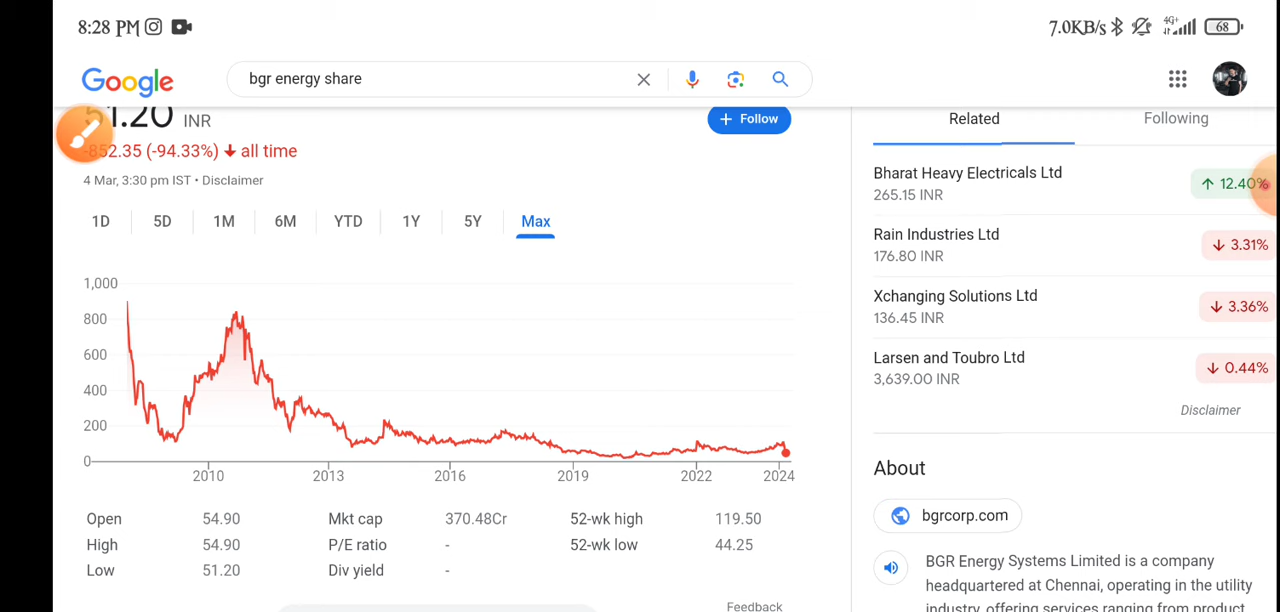 8:28 PM
7.0KB/s 4G+ 68
Google
bgr energy share
51.20 INR
+ Follow
-852.35 (-94.33%) all time
4 Mar, 3:30 pm IST • Disclaimer
1D 5D 1M 6M YTD 1Y 5Y Max
1,000
800
600
400
200
0
2010 2013 2016 2019 2022 2024
Open 54.90 Mkt cap 370.48Cr 52-wk high 119.50
High 54.90 P/E ratio - 52-wk low 44.25
Low 51.20 Div yield -
Feedback
Related Following
Bharat Heavy Electricals Ltd
265.15 INR
12.40%
Rain Industries Ltd
176.80 INR
3.31%
Xchanging Solutions Ltd
136.45 INR
3.36%
Larsen and Toubro Ltd
3,639.00 INR
0.44%
Disclaimer
About
bgrcorp.com
BGR Energy Systems Limited is a company
headquartered at Chennai, operating in the utility
industry, offering services ranging from product